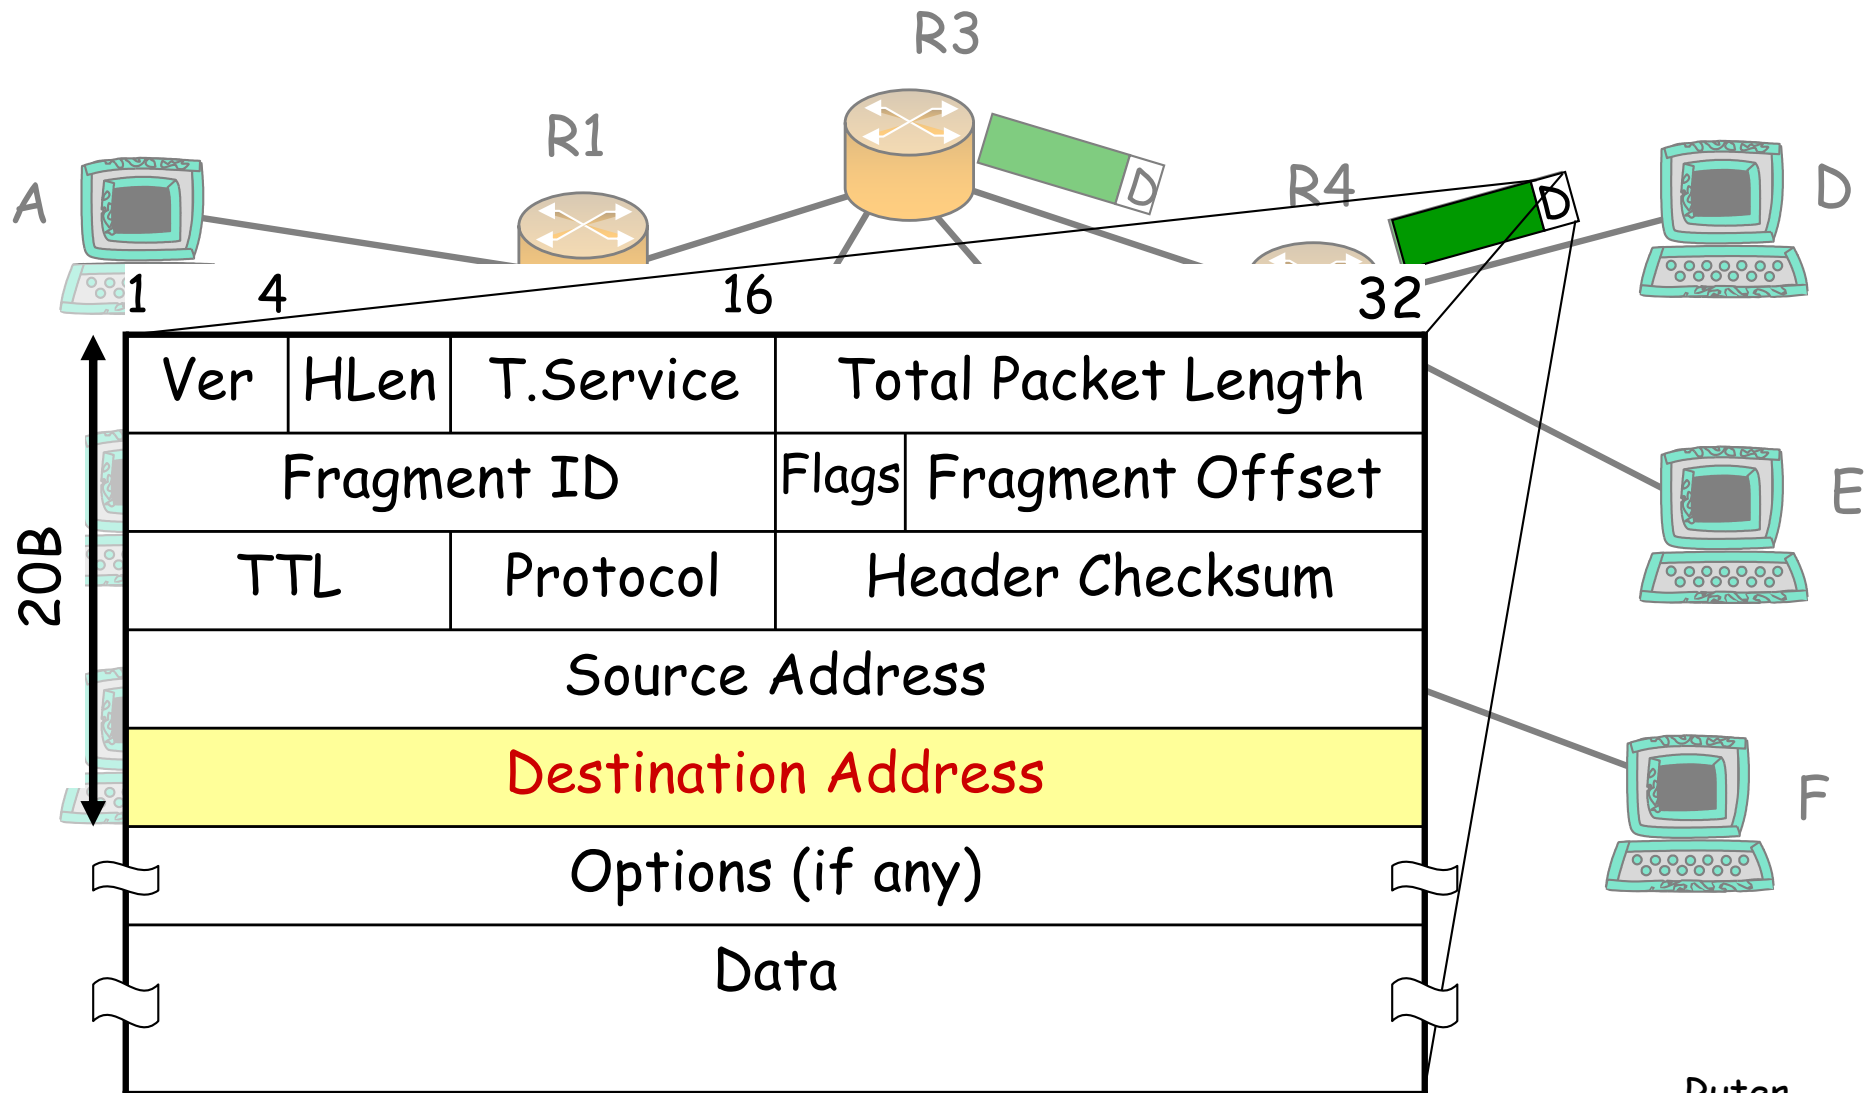 R3
R1
R4 D
A D
D
1 4 16 32
Ver HLen T.Service Total Packet Length
Fragment ID Flags Fragment Offset
E
20B
TTL Protocol Header Checksum
Source Address
Destination Address
F
Options (if any)
Data